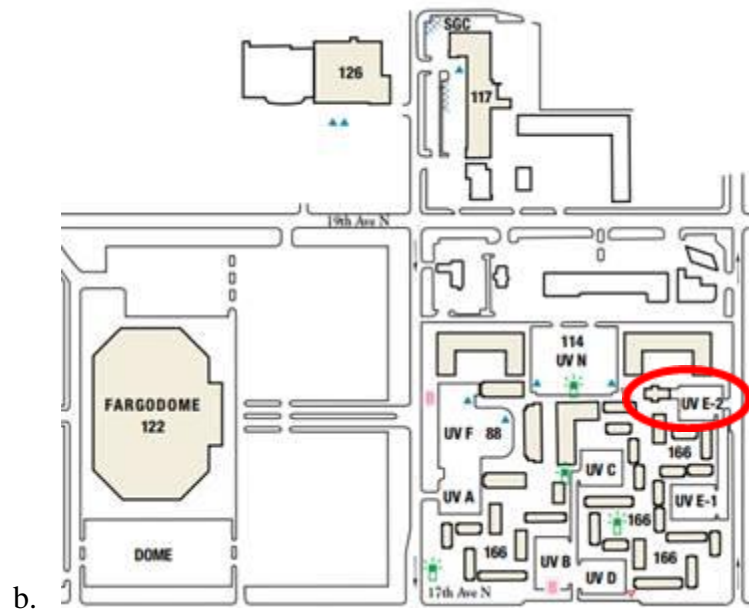 SGC
126
117
19th Ave N
114
UV N
FARGODOME
122
UV E-2
UV F
88
166
UV C
UV A
UV E-1
166
DOME
166
UV B
166
UV D
B
B
17th Ave N
b.